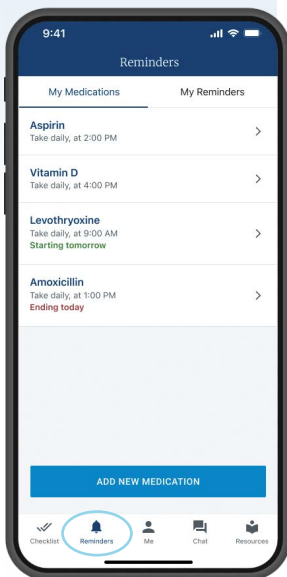 9:41
Reminders
My Medications
My Reminders
Aspirin
Take daily, at 2:00 PM
Vitamin D
Take daily, at 4:00 PM
Levothryoxine
Take daily, at 9:00 AM
Starting tomorrow
Amoxicillin
Take daily, at 1:00 PM
Ending today
ADD NEW MEDICATION
Checklist
Reminders
Me
Chat
Resources